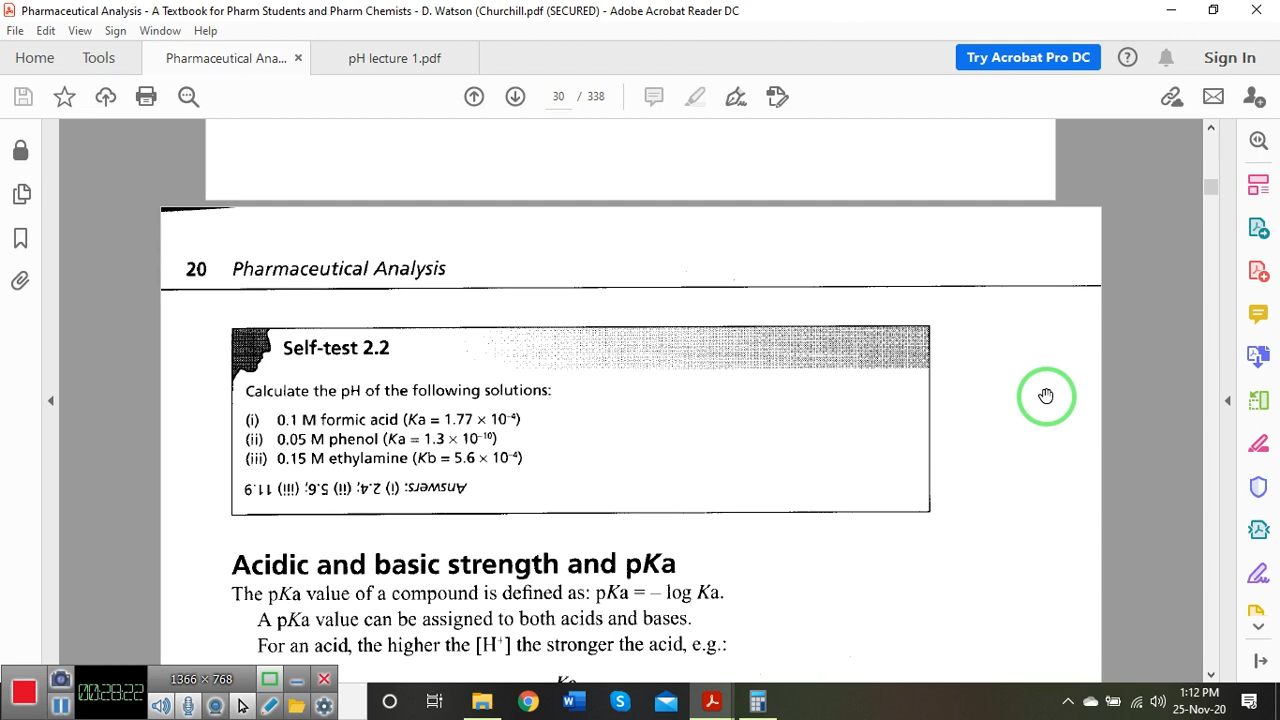 Pharmaceutical Analysis - A Textbook for Pharm Students and Pharm Chemists - D. Watson (Churchill.pdf (SECURED) - Adobe Acrobat Reader DC
File Edit View Sign Window Help
Home Tools Pharmaceutical Ana... × pH lecture 1.pdf Try Acrobat Pro DC ? Sign In
30 / 338
20 Pharmaceutical Analysis
Self-test 2.2
Calculate the pH of the following solutions:
(i) 0.1 M formic acid (Ka = 1.77 × 10⁻⁴)
(ii) 0.05 M phenol (Ka = 1.3 × 10⁻¹⁰)
(iii) 0.15 M ethylamine (Kb = 5.6 × 10⁻⁴)
Answers: (i) 2.4; (ii) 5.6; (iii) 11.9
Acidic and basic strength and pKa
The pKa value of a compound is defined as: pKa = – log Ka.
A pKa value can be assigned to both acids and bases.
For an acid, the higher the [H⁺] the stronger the acid, e.g.:
Ka
1366 × 768
00:28:22
1:12 PM
25-Nov-20